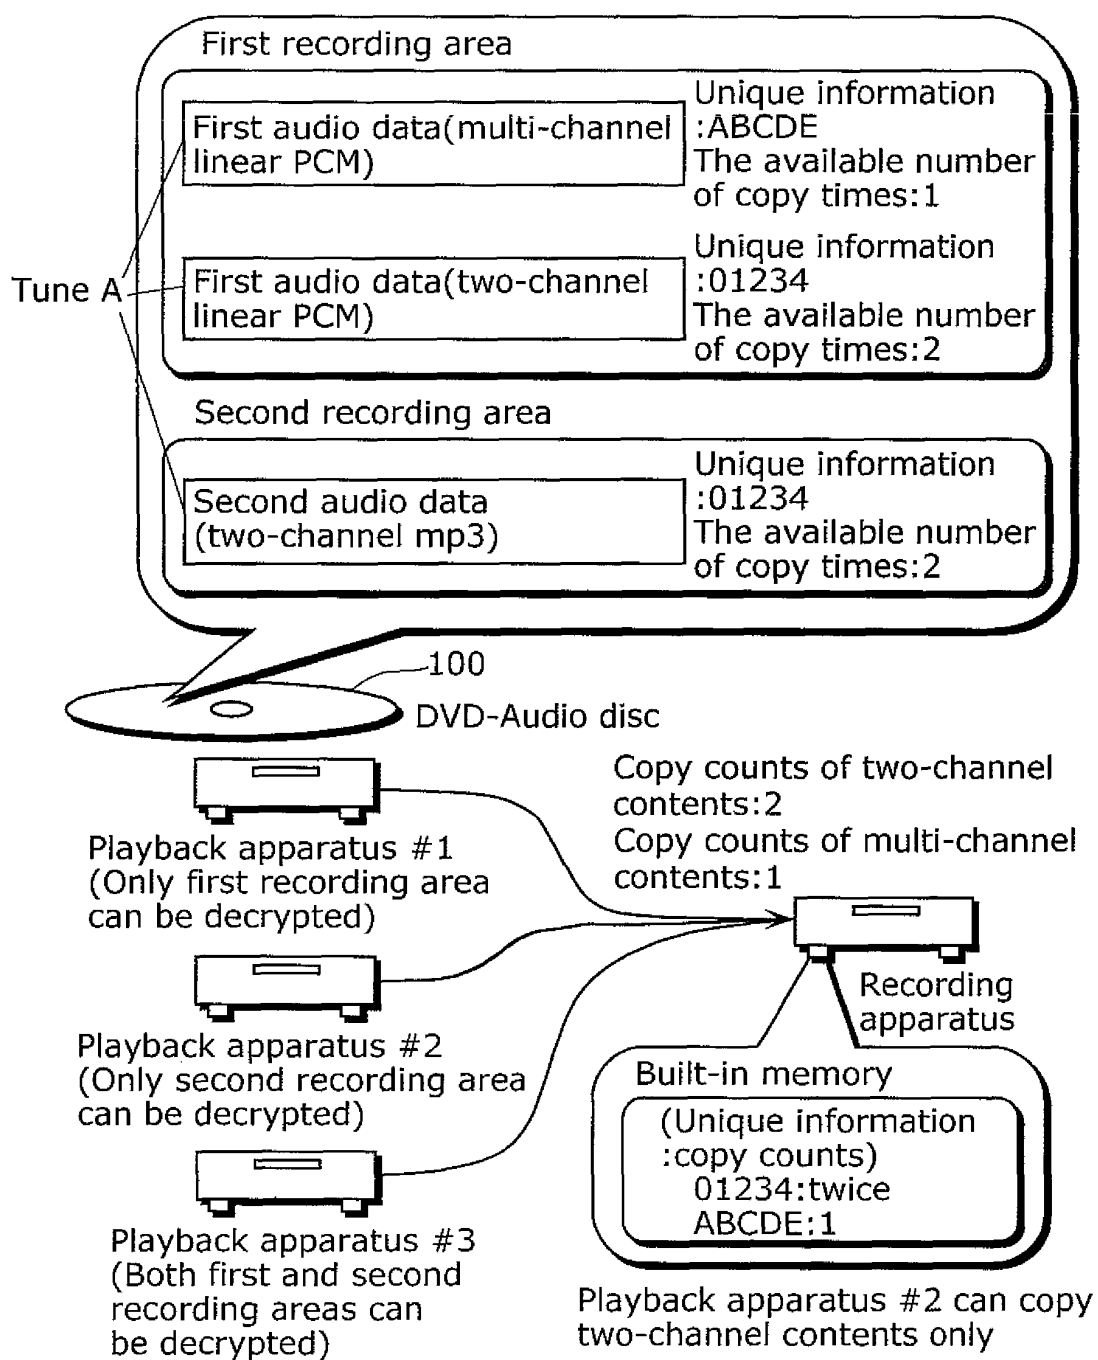 First recording area
First audio data(multi-channel
linear PCM)
Unique information
:ABCDE
The available number
of copy times:1
Tune A
First audio data(two-channel
linear PCM)
Unique information
:01234
The available number
of copy times:2
Second recording area
Second audio data
(two-channel mp3)
Unique information
:01234
The available number
of copy times:2
100
DVD-Audio disc
Playback apparatus #1
(Only first recording area
can be decrypted)
Copy counts of two-channel
contents:2
Copy counts of multi-channel
contents:1
Playback apparatus #2
(Only second recording area
can be decrypted)
Recording
apparatus
Built-in memory
(Unique information
:copy counts)
01234:twice
ABCDE:1
Playback apparatus #3
(Both first and second
recording areas can
be decrypted)
Playback apparatus #2 can copy
two-channel contents only